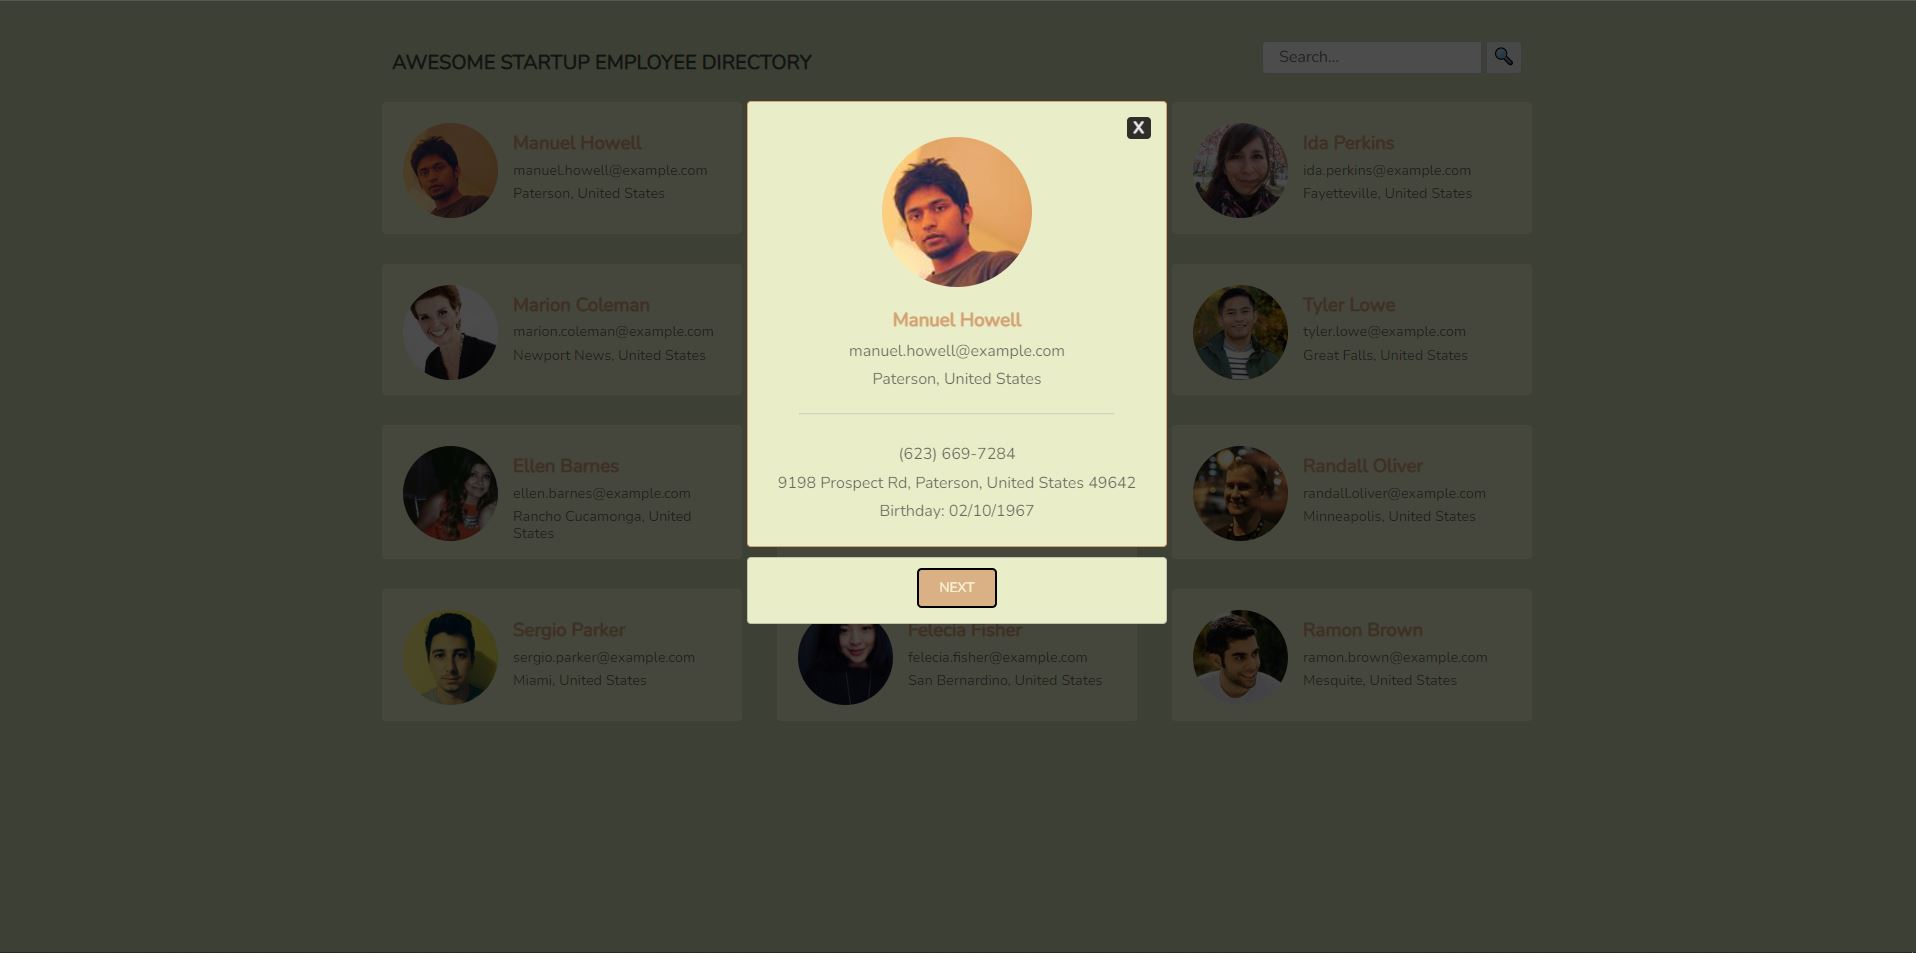 AWESOME STARTUP EMPLOYEE DIRECTORY
Search...
Manuel Howell
manuel.howell@example.com
Paterson, United States
X
Manuel Howell
manuel.howell@example.com
Paterson, United States
(623) 669-7284
9198 Prospect Rd, Paterson, United States 49642
Birthday: 02/10/1967
NEXT
Ida Perkins
ida.perkins@example.com
Fayetteville, United States
Marion Coleman
marion.coleman@example.com
Newport News, United States
Tyler Lowe
tyler.lowe@example.com
Great Falls, United States
Ellen Barnes
ellen.barnes@example.com
Rancho Cucamonga, United
States
Randall Oliver
randall.oliver@example.com
Minneapolis, United States
Sergio Parker
sergio.parker@example.com
Miami, United States
Felecia Fisher
felecia.fisher@example.com
San Bernardino, United States
Ramon Brown
ramon.brown@example.com
Mesquite, United States